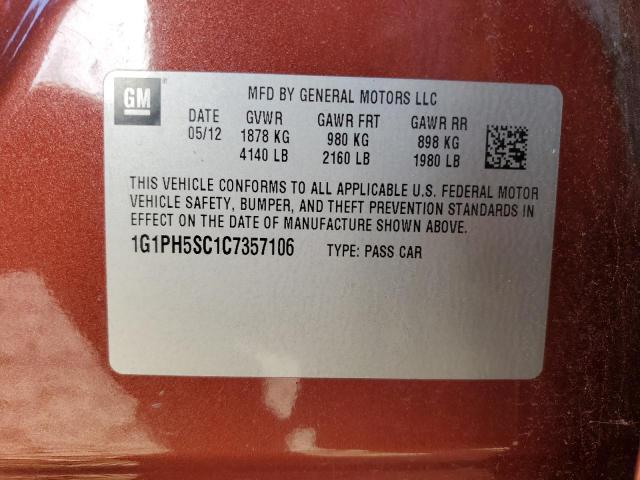 GM
MFD BY GENERAL MOTORS LLC
DATE GVWR GAWR FRT GAWR RR
05/12 1878 KG 980 KG 898 KG
4140 LB 2160 LB 1980 LB
THIS VEHICLE CONFORMS TO ALL APPLICABLE U.S. FEDERAL MOTOR
VEHICLE SAFETY, BUMPER, AND THEFT PREVENTION STANDARDS IN
EFFECT ON THE DATE OF MANUFACTURE SHOWN ABOVE.
1G1PH5SC1C7357106 TYPE: PASS CAR